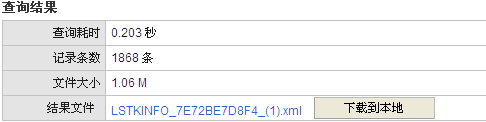 查询结果
查询耗时 0.203 秒
记录条数 1868 条
文件大小 1.06 M
结果文件 LSTKINFO_7E72BE7D8F4_(1).xml 下载到本地